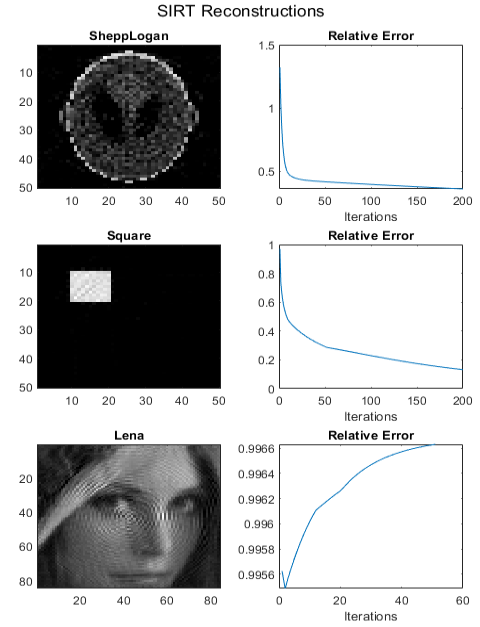 SIRT Reconstructions
SheppLogan
10
20
30
40
50
10 20 30 40 50
Relative Error
1.5
1
0.5
0 50 100 150 200
Iterations
Square
10
20
30
40
50
10 20 30 40 50
Relative Error
1
0.8
0.6
0.4
0.2
0
0 50 100 150 200
Iterations
Lena
20
40
60
80
20 40 60 80
Relative Error
0.9966
0.9964
0.9962
0.996
0.9958
0.9956
0 20 40 60
Iterations